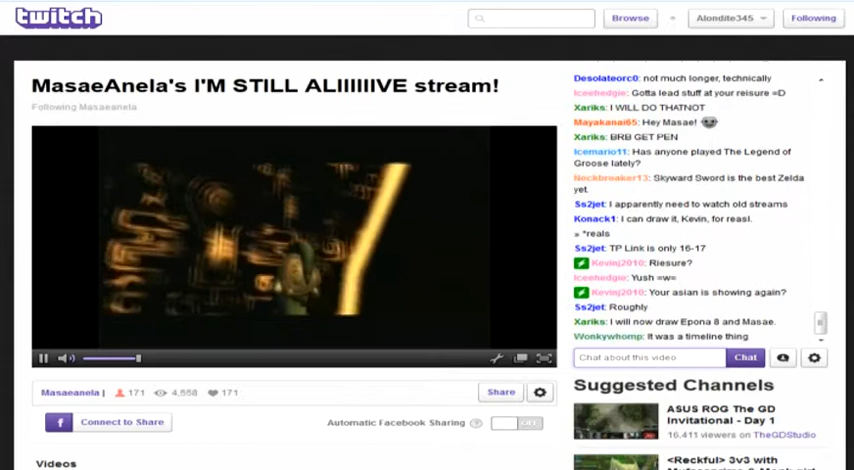 twitch
Browse
Alondite345
Following
MasaeAnela's I'M STILL ALIIIIIIVE stream!
Following Masaeanela
Desolateorc0: not much longer, technically
Iceehedgie: Gotta lead stuff at your reisure =D
Xariks: I WILL DO THATNOT
Mayakanai65: Hey Masae!
Xariks: BRB GET PEN
Icemario11: Has anyone played The Legend of
Groose lately?
Neckbreaker13: Skyward Sword is the best Zelda
yet.
Ss2jet: I apparently need to watch old streams
Konack1: I can draw it, Kevin, for reasl.
» *reals
Ss2jet: TP Link is only 16-17
Kevinj2010: Riesure?
Iceehedgie: Yush =w=
Kevinj2010: Your asian is showing again?
Ss2jet: Roughly
Xariks: I will now draw Epona 8 and Masae.
Wonkywhomp: It was a timeline thing
Chat about this video
Chat
Masaeanela |
171
4,558
171
Share
f Connect to Share
Automatic Facebook Sharing
?
OFF
Suggested Channels
ASUS ROG The GD
Invitational - Day 1
16,411 viewers on TheGDStudio
Videos
<Reckful> 3v3 with